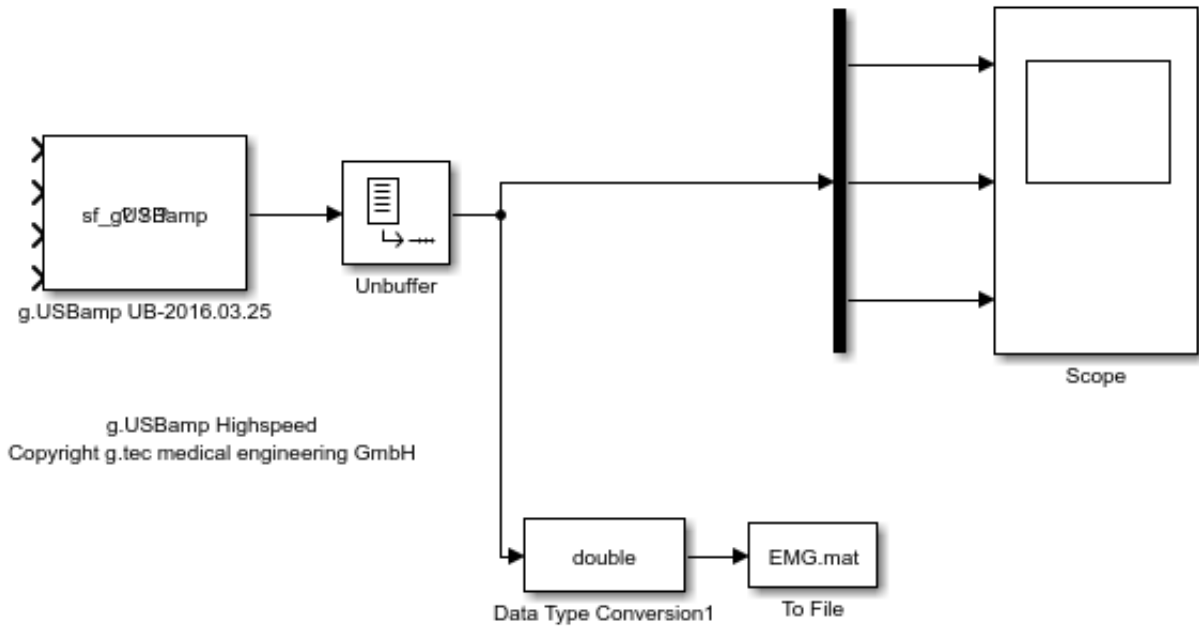 g.USBamp UB-2016.03.25
Unbuffer
Scope
g.USBamp Highspeed
Copyright g.tec medical engineering GmbH
double
Data Type Conversion1
EMG.mat
To File